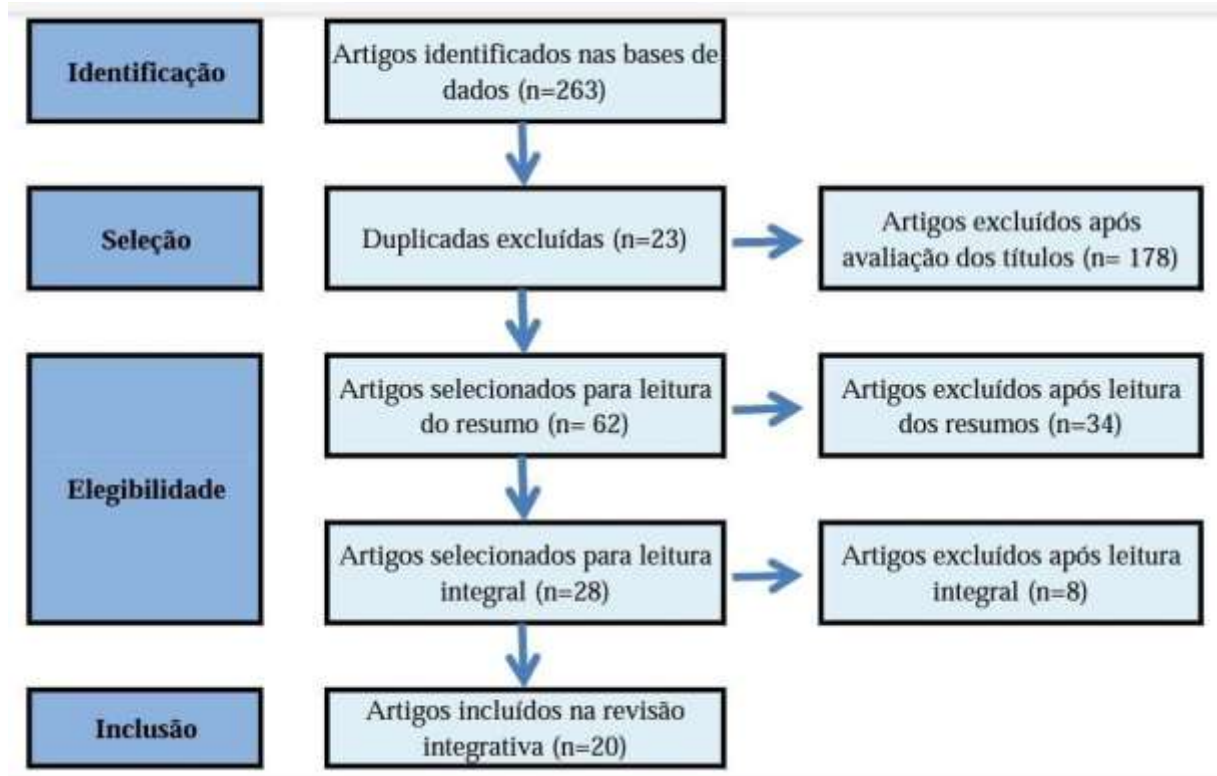 Identificação
Artigos identificados nas bases de
dados (n=263)
Seleção
Duplicadas excluídas (n=23)
Artigos excluídos após
avaliação dos títulos (n= 178)
Elegibilidade
Artigos selecionados para leitura
do resumo (n= 62)
Artigos excluídos após leitura
dos resumos (n=34)
Artigos selecionados para leitura
integral (n=28)
Artigos excluídos após leitura
integral (n=8)
Inclusão
Artigos incluídos na revisão
integrativa (n=20)